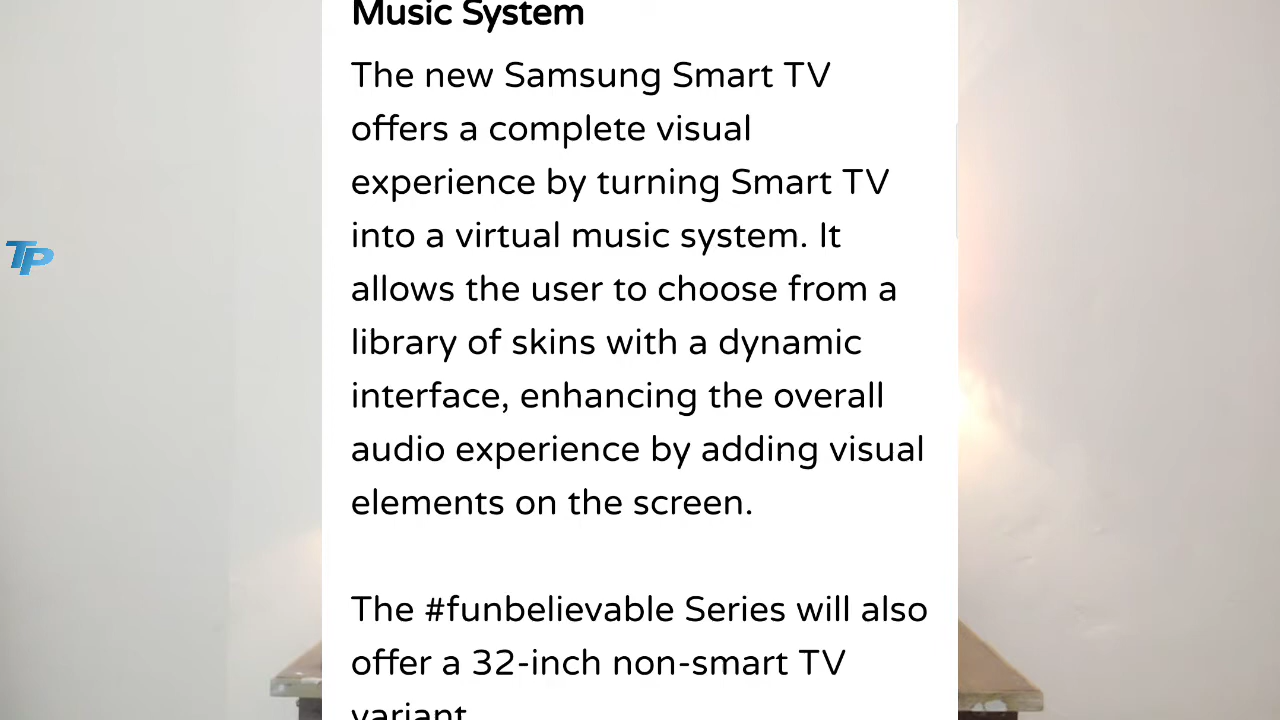 Music System
The new Samsung Smart TV
offers a complete visual
experience by turning Smart TV
into a virtual music system. It
allows the user to choose from a
library of skins with a dynamic
interface, enhancing the overall
audio experience by adding visual
elements on the screen.
The #funbelievable Series will also
offer a 32-inch non-smart TV
variant
TP